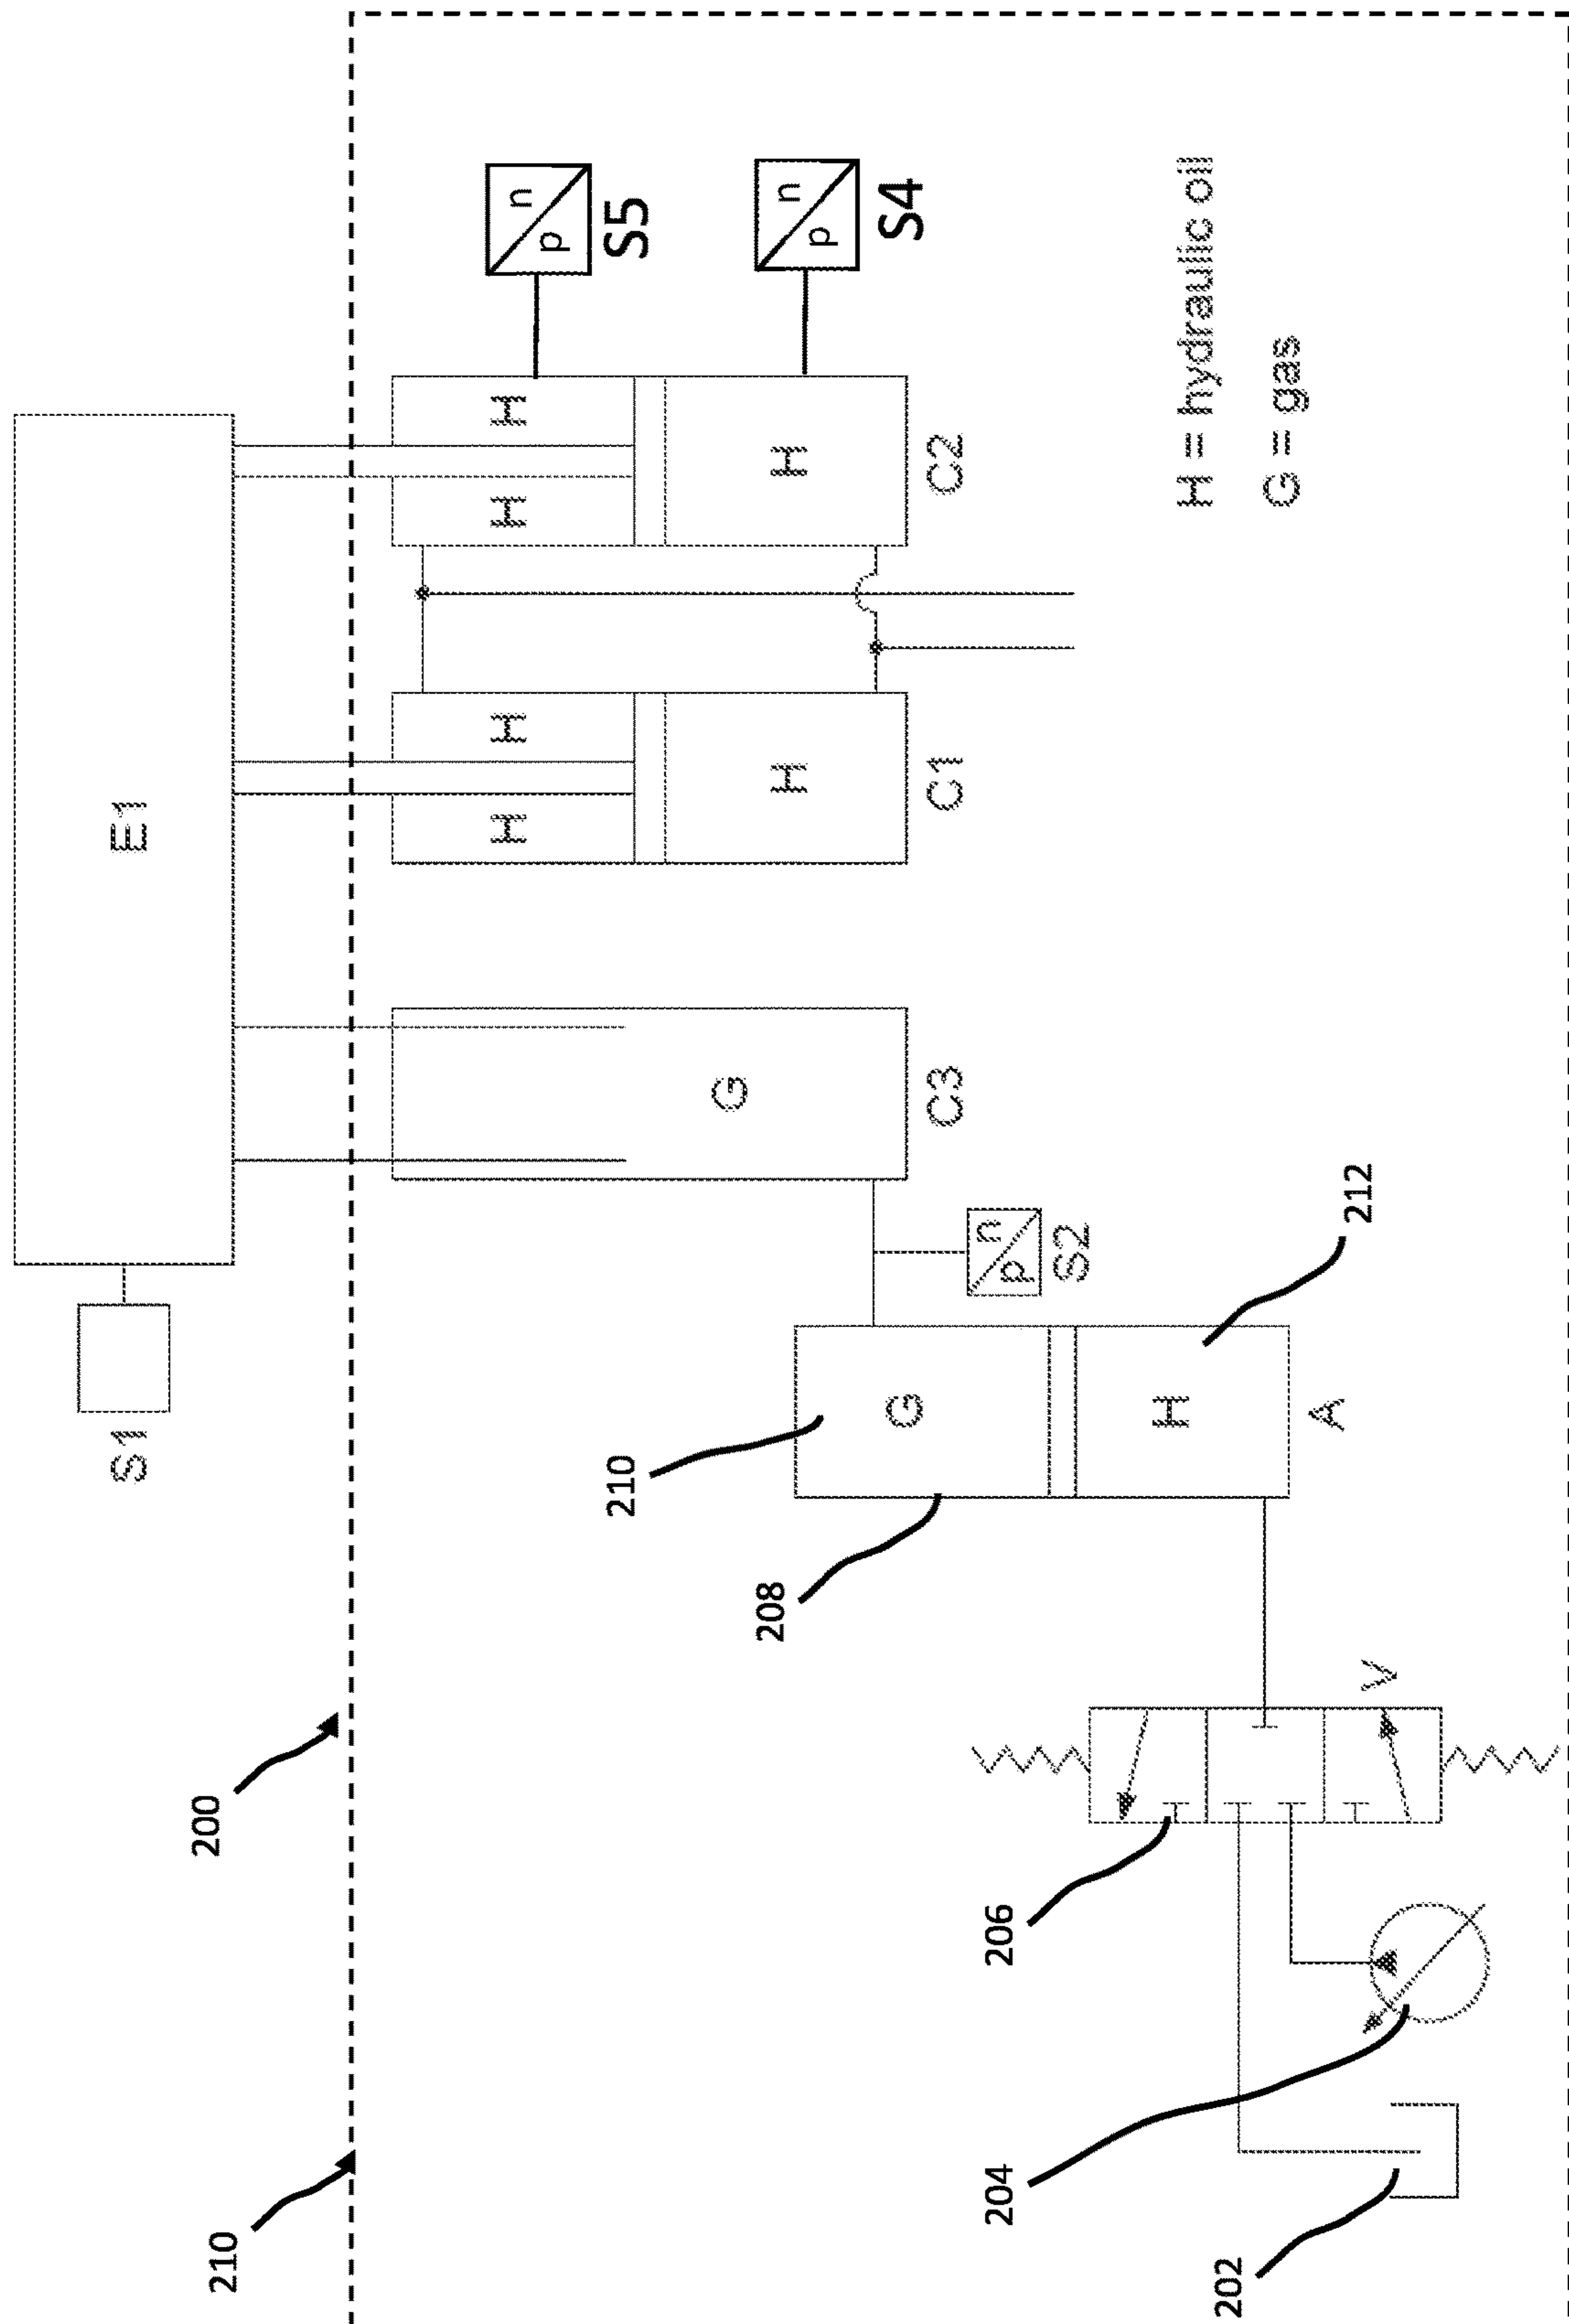 S1
E1
210
200
H
H
H
H
n
p
S5
210
G
H
H
n
p
S4
208
G
C3
C1
C2
204
206
n
p
S2
H
H = hydraulic oil
202
G = gas
A
212
V